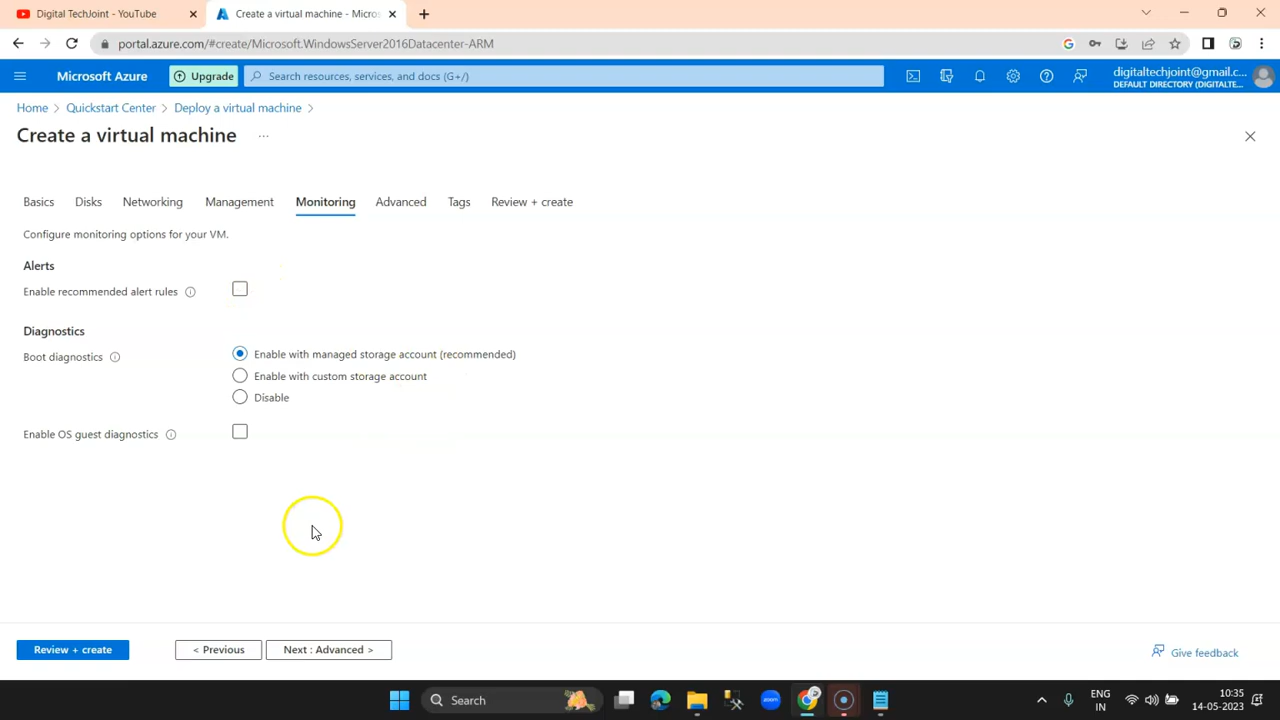 Digital TechJoint - YouTube
Create a virtual machine - Micros
portal.azure.com/#create/Microsoft.WindowsServer2016Datacenter-ARM
Microsoft Azure
Upgrade
Search resources, services, and docs (G+/)
digitaltechjoint@gmail.c...
DEFAULT DIRECTORY (DIGITALTE...
Home > Quickstart Center > Deploy a virtual machine >
Create a virtual machine ...
Basics Disks Networking Management Monitoring Advanced Tags Review + create
Configure monitoring options for your VM.
Alerts
Enable recommended alert rules
Diagnostics
Boot diagnostics
Enable with managed storage account (recommended)
Enable with custom storage account
Disable
Enable OS guest diagnostics
Review + create
< Previous
Next : Advanced >
Give feedback
Search
zoom
ENG
IN
10:35
14-05-2023